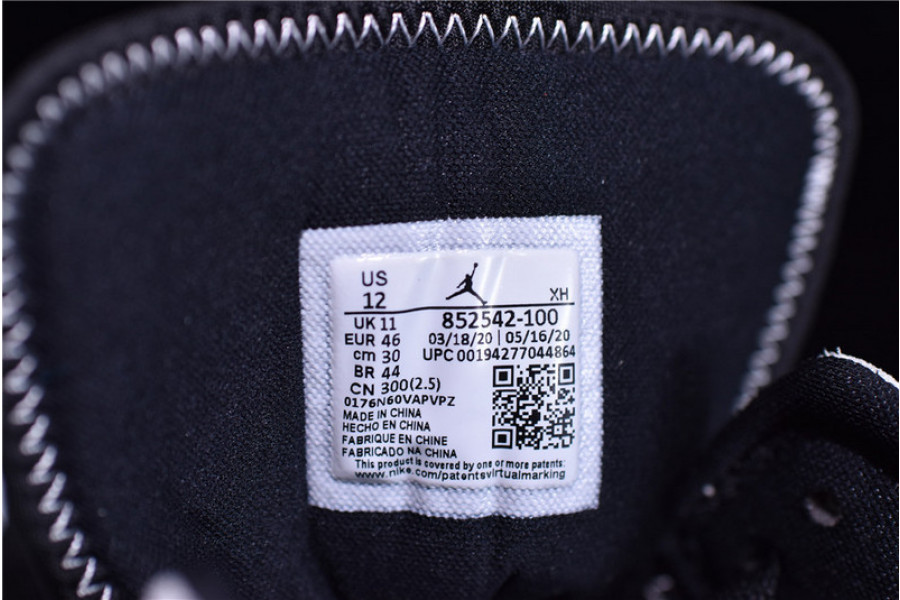 US
12
XH
UK 11
852542-100
EUR 46
03/18/20 | 05/16/20
cm 30
UPC 00194277044864
BR 44
CN 300(2.5)
0176N60VAPVPZ
MADE IN CHINA
HECHO EN CHINA
FABRIQUE EN CHINE
FABRICADO NA CHINA
This product is covered by one or more patents:
www.nike.com/patentsvirtualmarking